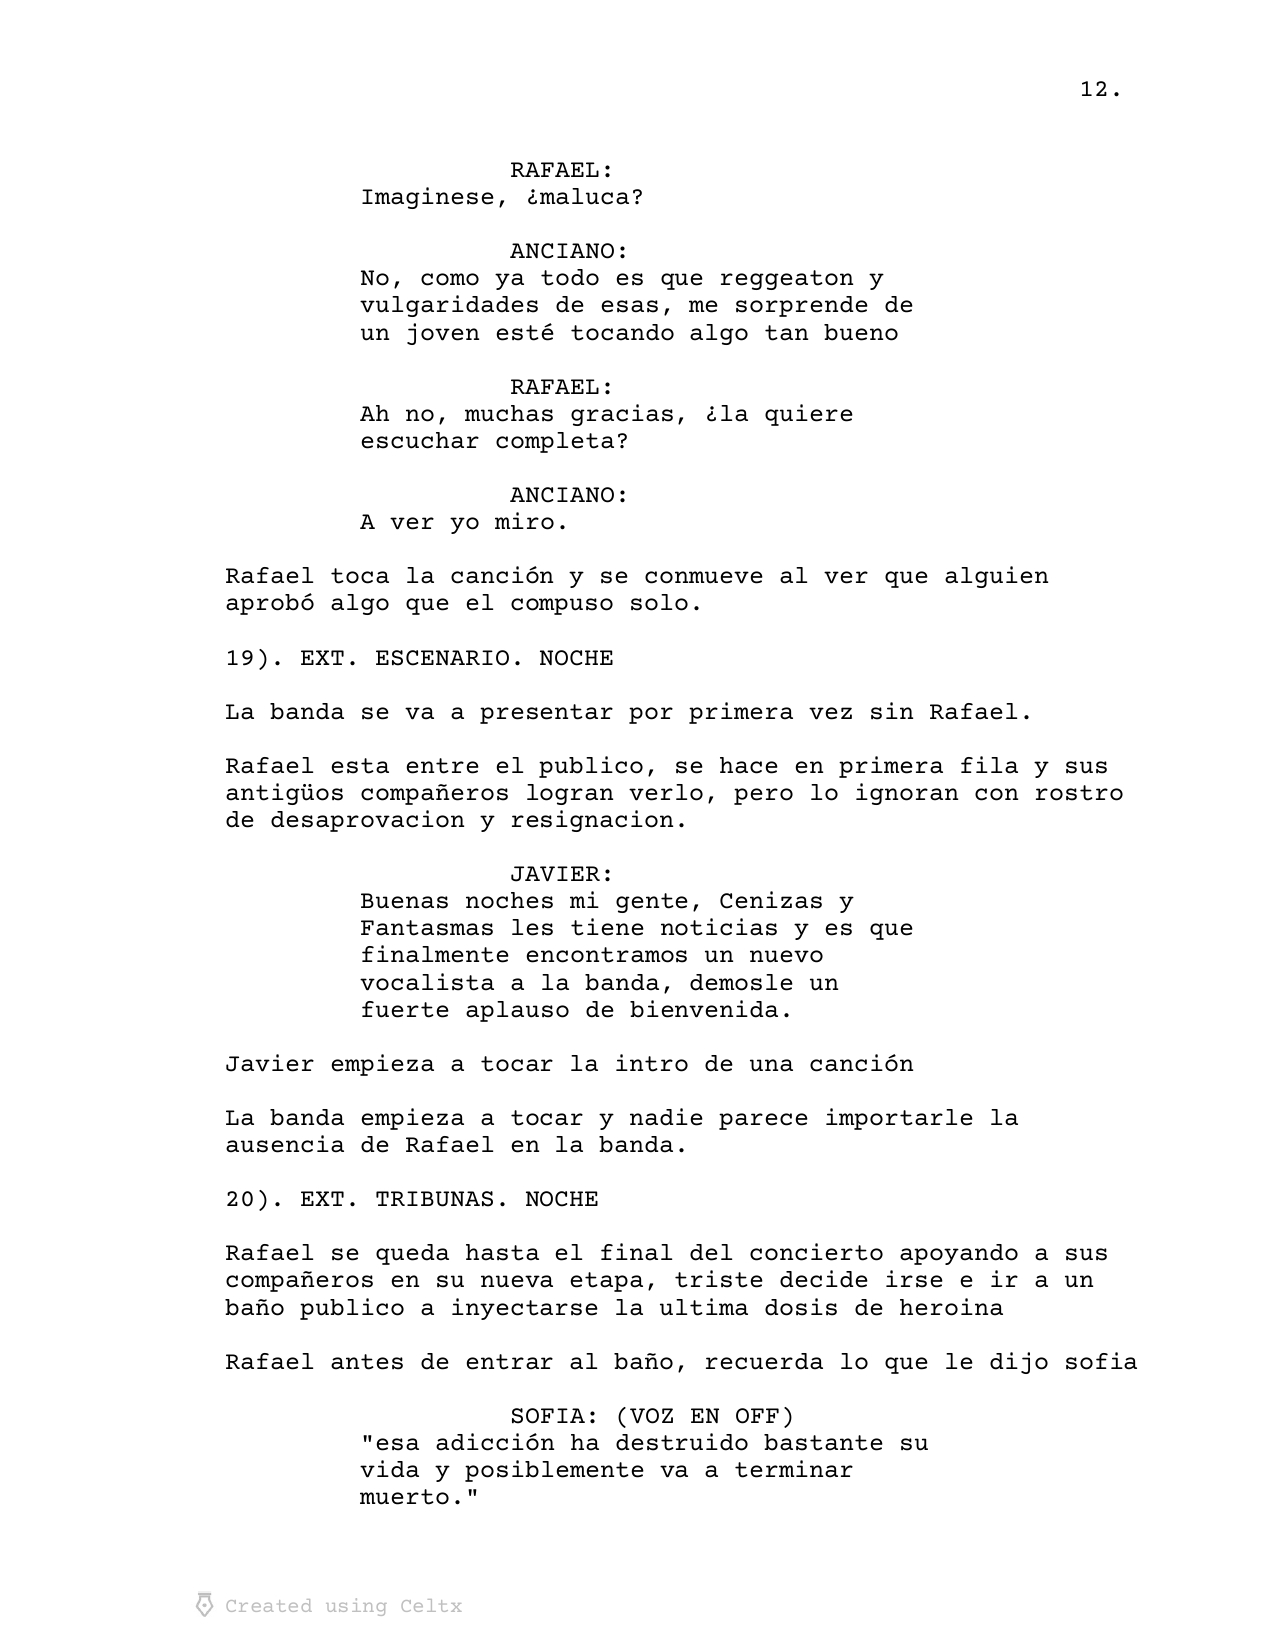 12.
RAFAEL:
Imaginese, ¿maluca?
ANCIANO:
No, como ya todo es que reggeaton y
vulgaridades de esas, me sorprende de
un joven esté tocando algo tan bueno
RAFAEL:
Ah no, muchas gracias, ¿la quiere
escuchar completa?
ANCIANO:
A ver yo miro.
Rafael toca la canción y se conmueve al ver que alguien
aprobó algo que el compuso solo.
19). EXT. ESCENARIO. NOCHE
La banda se va a presentar por primera vez sin Rafael.
Rafael esta entre el publico, se hace en primera fila y sus
antigüos compañeros logran verlo, pero lo ignoran con rostro
de desaprovacion y resignacion.
JAVIER:
Buenas noches mi gente, Cenizas y
Fantasmas les tiene noticias y es que
finalmente encontramos un nuevo
vocalista a la banda, demosle un
fuerte aplauso de bienvenida.
Javier empieza a tocar la intro de una canción
La banda empieza a tocar y nadie parece importarle la
ausencia de Rafael en la banda.
20). EXT. TRIBUNAS. NOCHE
Rafael se queda hasta el final del concierto apoyando a sus
compañeros en su nueva etapa, triste decide irse e ir a un
baño publico a inyectarse la ultima dosis de heroina
Rafael antes de entrar al baño, recuerda lo que le dijo sofia
SOFIA: (VOZ EN OFF)
"esa adicción ha destruido bastante su
vida y posiblemente va a terminar
muerto."
Created using Celtx